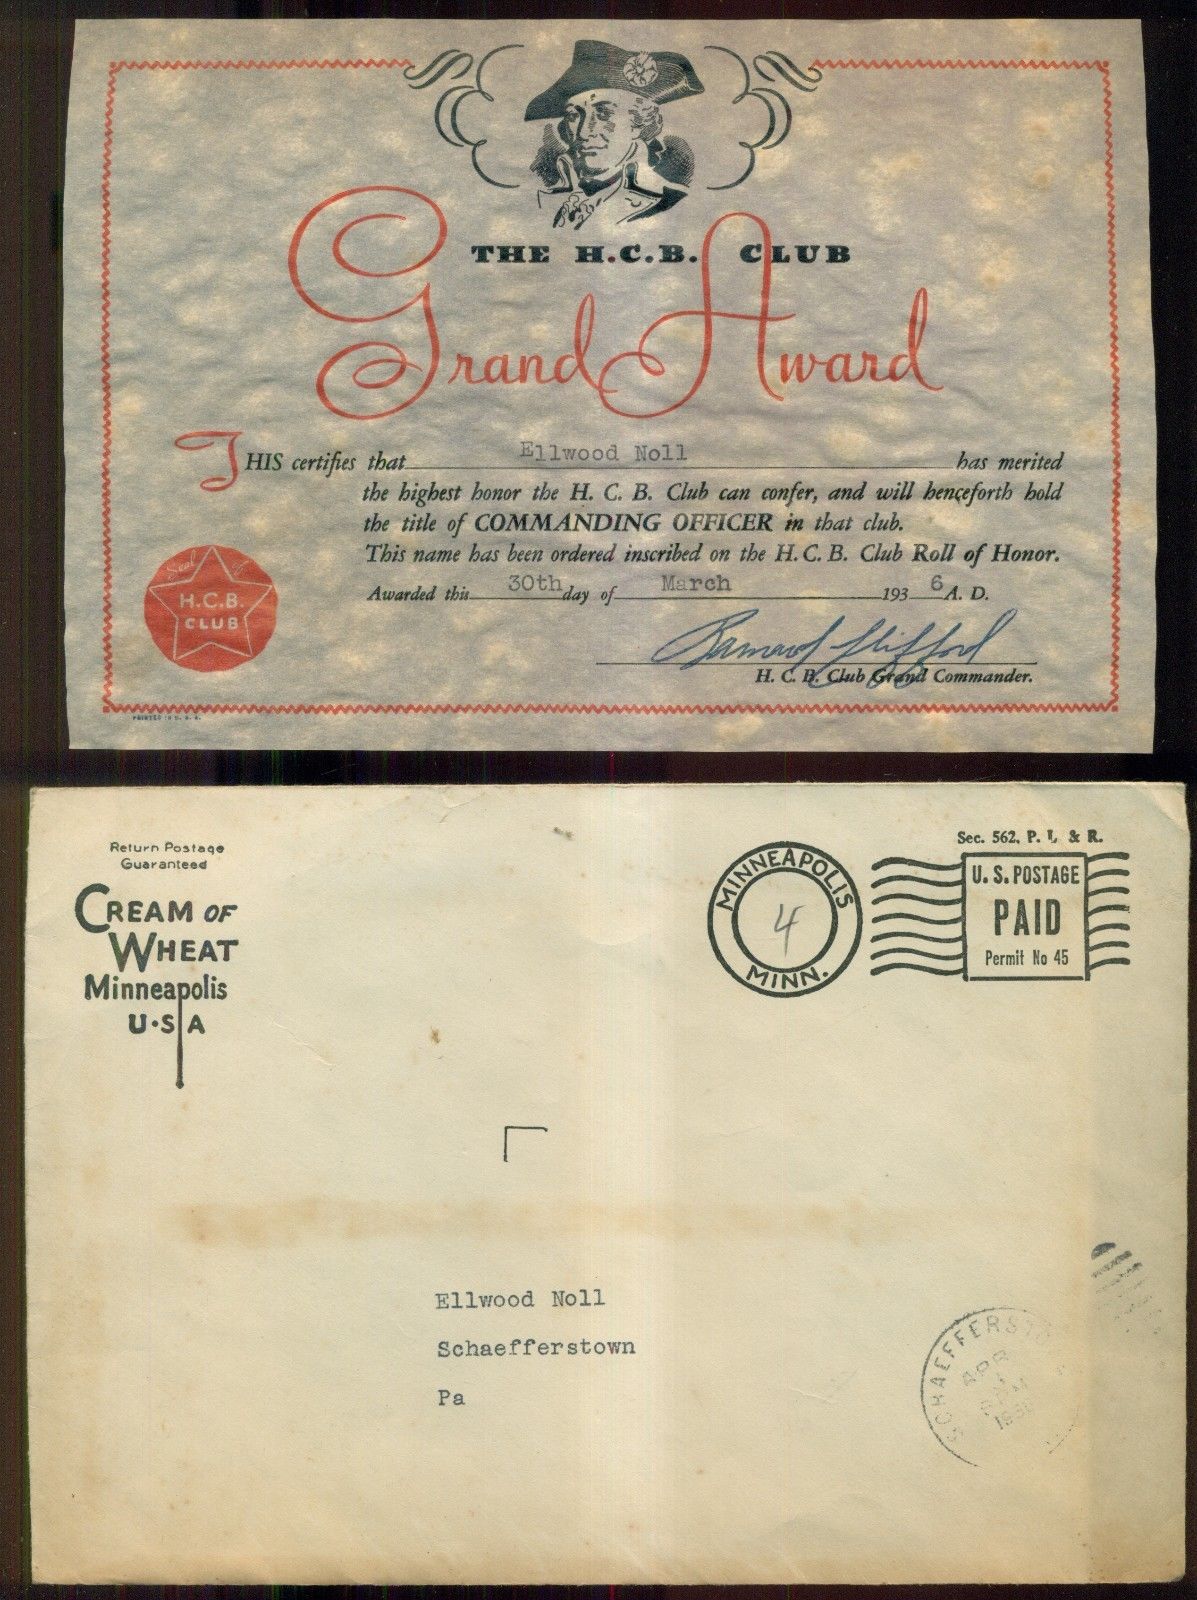 THE H.C.B. CLUB
Grand Award
THIS certifies that Ellwood Noll has merited
the highest honor the H. C. B. Club can confer, and will henceforth hold
the title of COMMANDING OFFICER in that club.
This name has been ordered inscribed on the H. C. B. Club Roll of Honor.
Awarded this 30th day of March 1936 A. D.
H. C. B. Club Grand Commander.
Seal of
H.C.B.
CLUB
PRINTED IN U. S. A.
Return Postage
Guaranteed
CREAM OF
WHEAT
Minneapolis
U·S A
MINNEAPOLIS
4
MINN.
Sec. 562, P. L. & R.
U. S. POSTAGE
PAID
Permit No 45
Ellwood Noll
Schaefferstown
Pa
APR